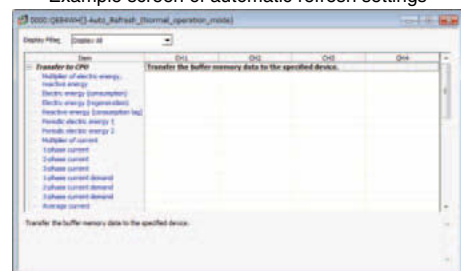 Example screen of automatic refresh settings
0000:QE84WH[]-Auto_Refresh_(Normal_operation_mode)
Display Filter Display All
Item CH1 CH2 CH3 CH4
Transfer to CPU Transfer the buffer memory data to the specified device.
Multiplier of electric energy,
reactive energy
Electric energy (consumption)
Electric energy (regeneration)
Reactive energy (consumption lag)
Periodic electric energy 1
Periodic electric energy 2
Multiplier of current
1-phase current
2-phase current
3-phase current
1-phase current demand
2-phase current demand
3-phase current demand
Average current
Transfer the buffer memory data to the specified device.